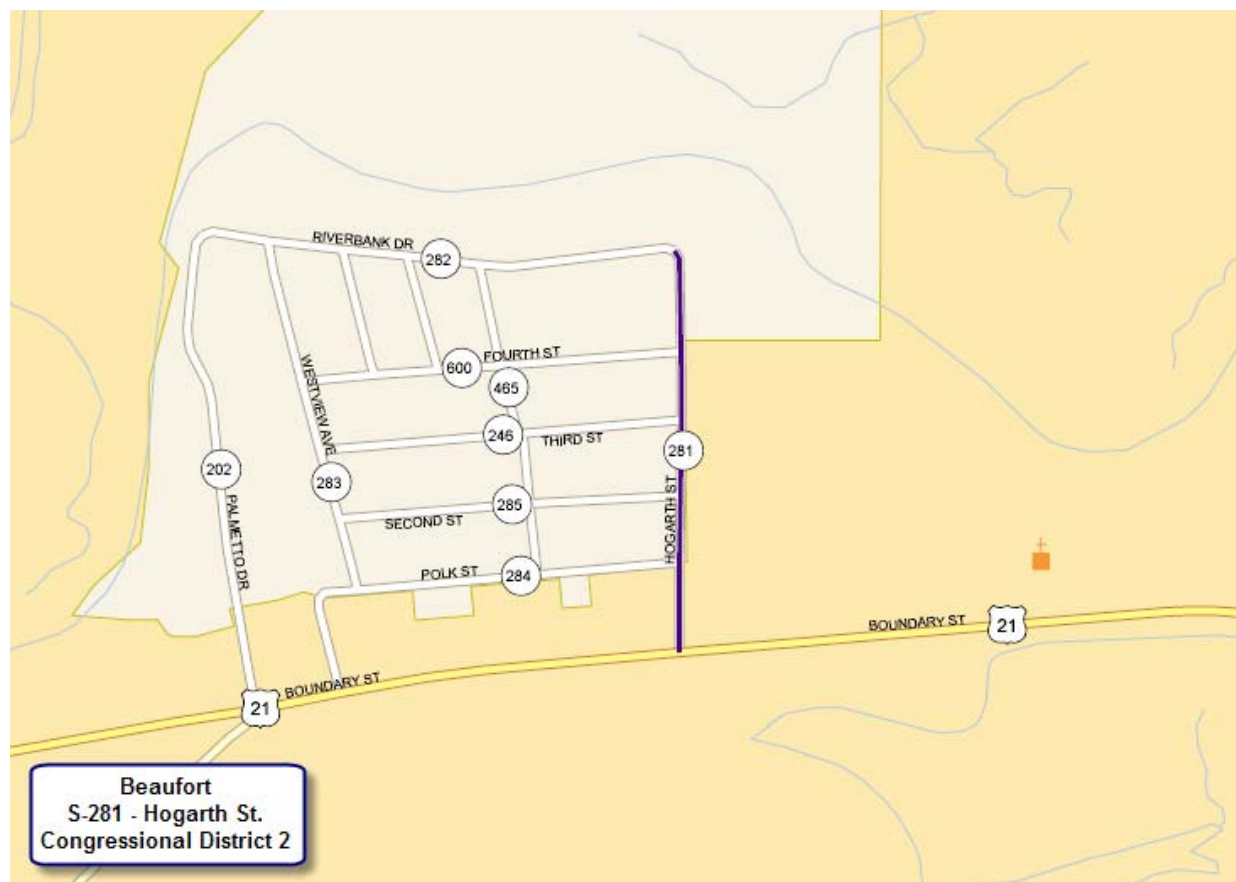 RIVERBANK DR
282
FOURTH ST
600
WESTVIEW AVE
465
246
THIRD ST
281
202
283
HOGARTH ST
PALMETTO DR
285
SECOND ST
POLK ST
284
BOUNDARY ST
21
BOUNDARY ST
21
Beaufort
S-281 - Hogarth St.
Congressional District 2